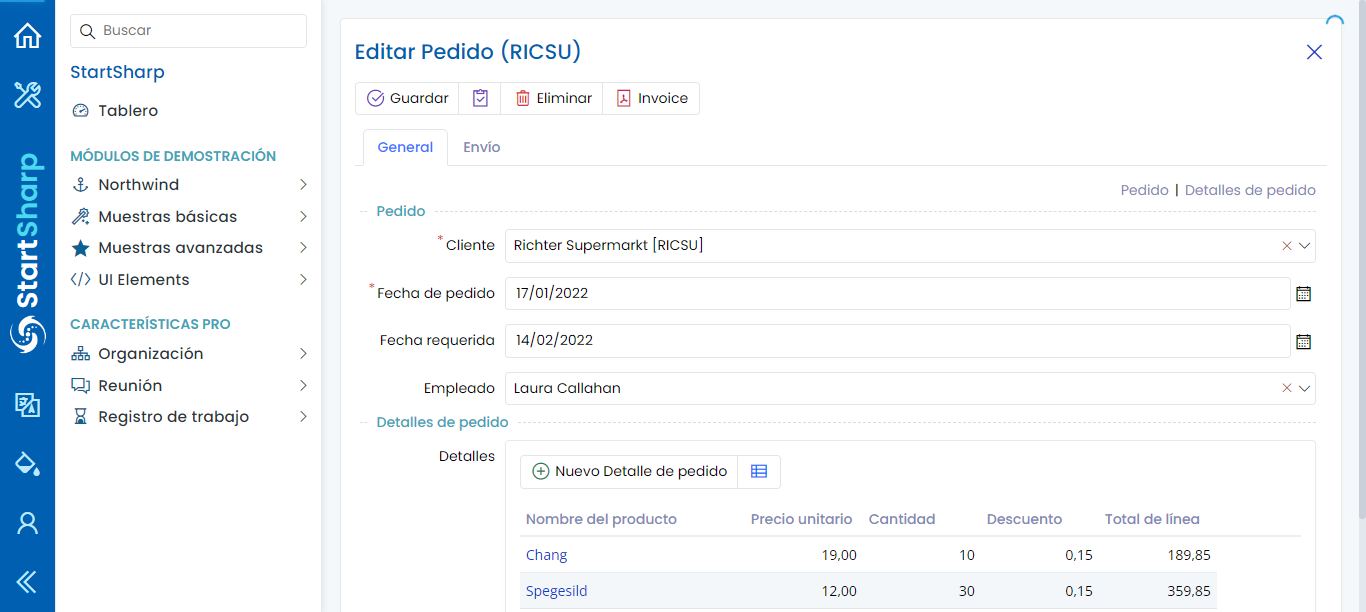 StartSharp
Buscar
StartSharp
Tablero
MÓDULOS DE DEMOSTRACIÓN
Northwind
Muestras básicas
Muestras avanzadas
UI Elements
CARACTERÍSTICAS PRO
Organización
Reunión
Registro de trabajo
Editar Pedido (RICSU)
Guardar Eliminar Invoice
General Envío
Pedido | Detalles de pedido
Pedido
* Cliente Richter Supermarkt [RICSU]
* Fecha de pedido 17/01/2022
Fecha requerida 14/02/2022
Empleado Laura Callahan
Detalles de pedido
Detalles
Nuevo Detalle de pedido
Nombre del producto Precio unitario Cantidad Descuento Total de línea
Chang 19,00 10 0,15 189,85
Spegesild 12,00 30 0,15 359,85